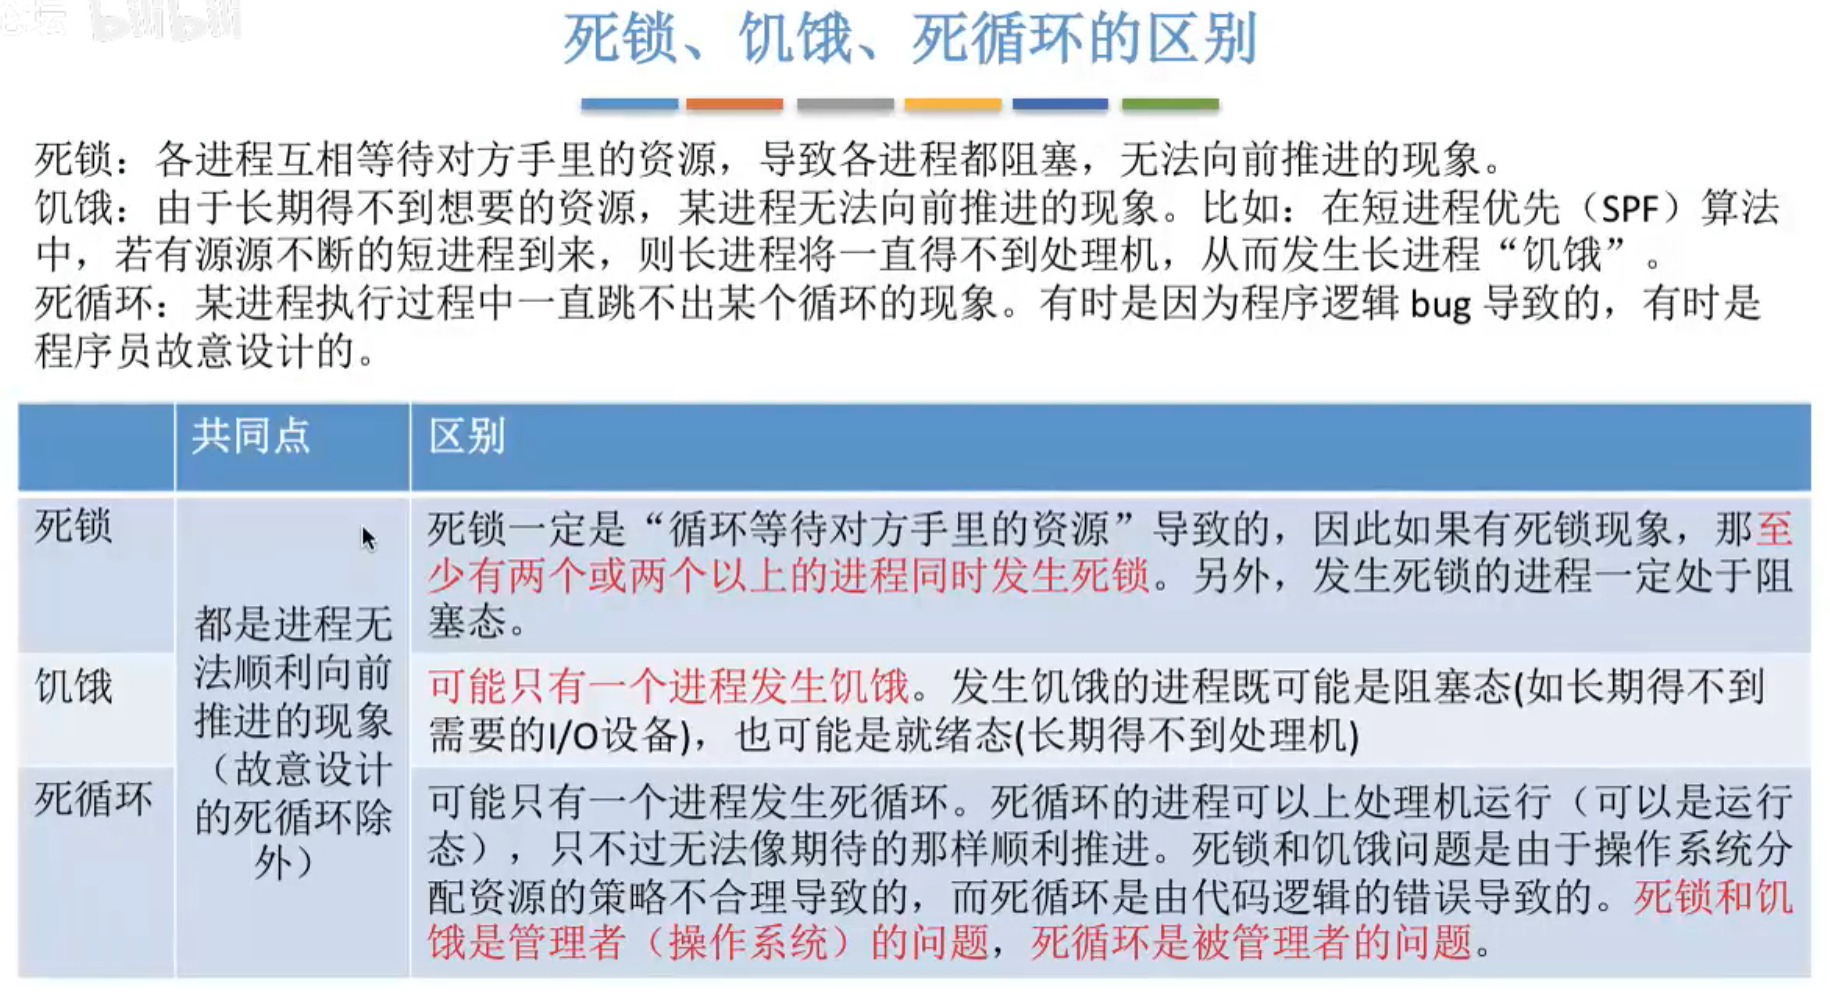 bilibili
死锁、饥饿、死循环的区别
死锁：各进程互相等待对方手里的资源，导致各进程都阻塞，无法向前推进的现象。
饥饿：由于长期得不到想要的资源，某进程无法向前推进的现象。比如：在短进程优先（SPF）算法
中，若有源源不断的短进程到来，则长进程将一直得不到处理机，从而发生长进程“饥饿”。
死循环：某进程执行过程中一直跳不出某个循环的现象。有时是因为程序逻辑 bug 导致的，有时是
程序员故意设计的。
共同点
区别
死锁
都是进程无
法顺利向前
推进的现象
（故意设计
的死循环除
外）
死锁一定是“循环等待对方手里的资源”导致的，因此如果有死锁现象，那至
少有两个或两个以上的进程同时发生死锁。另外，发生死锁的进程一定处于阻
塞态。
饥饿
可能只有一个进程发生饥饿。发生饥饿的进程既可能是阻塞态(如长期得不到
需要的I/O设备)，也可能是就绪态(长期得不到处理机)
死循环
可能只有一个进程发生死循环。死循环的进程可以上处理机运行（可以是运行
态），只不过无法像期待的那样顺利推进。死锁和饥饿问题是由于操作系统分
配资源的策略不合理导致的，而死循环是由代码逻辑的错误导致的。死锁和饥
饿是管理者（操作系统）的问题，死循环是被管理者的问题。